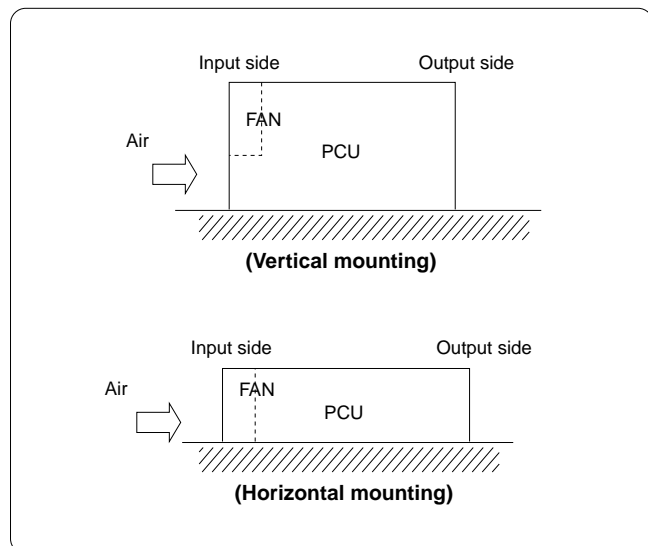 Input side Output side
FAN
Air
PCU
(Vertical mounting)
Input side Output side
Air FAN
PCU
(Horizontal mounting)